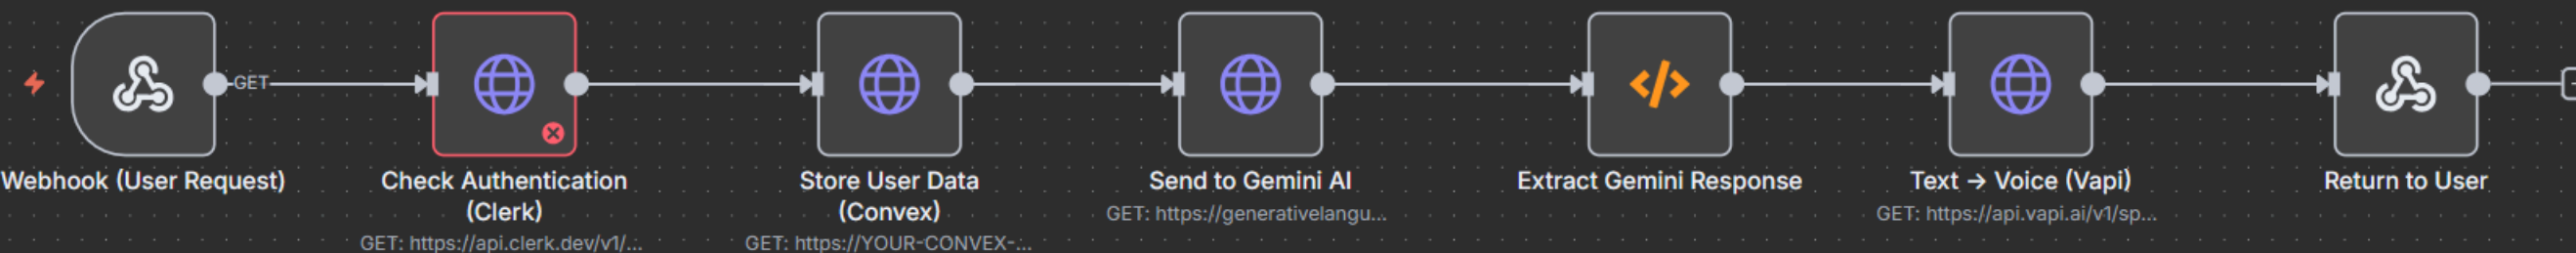 GET
Webhook (User Request)
Check Authentication
(Clerk)
GET: https://api.clerk.dev/v1/...
Store User Data
(Convex)
GET: https://YOUR-CONVEX-...
Send to Gemini AI
GET: https://generativelangu...
</>
Extract Gemini Response
Text → Voice (Vapi)
GET: https://api.vapi.ai/v1/sp...
Return to User